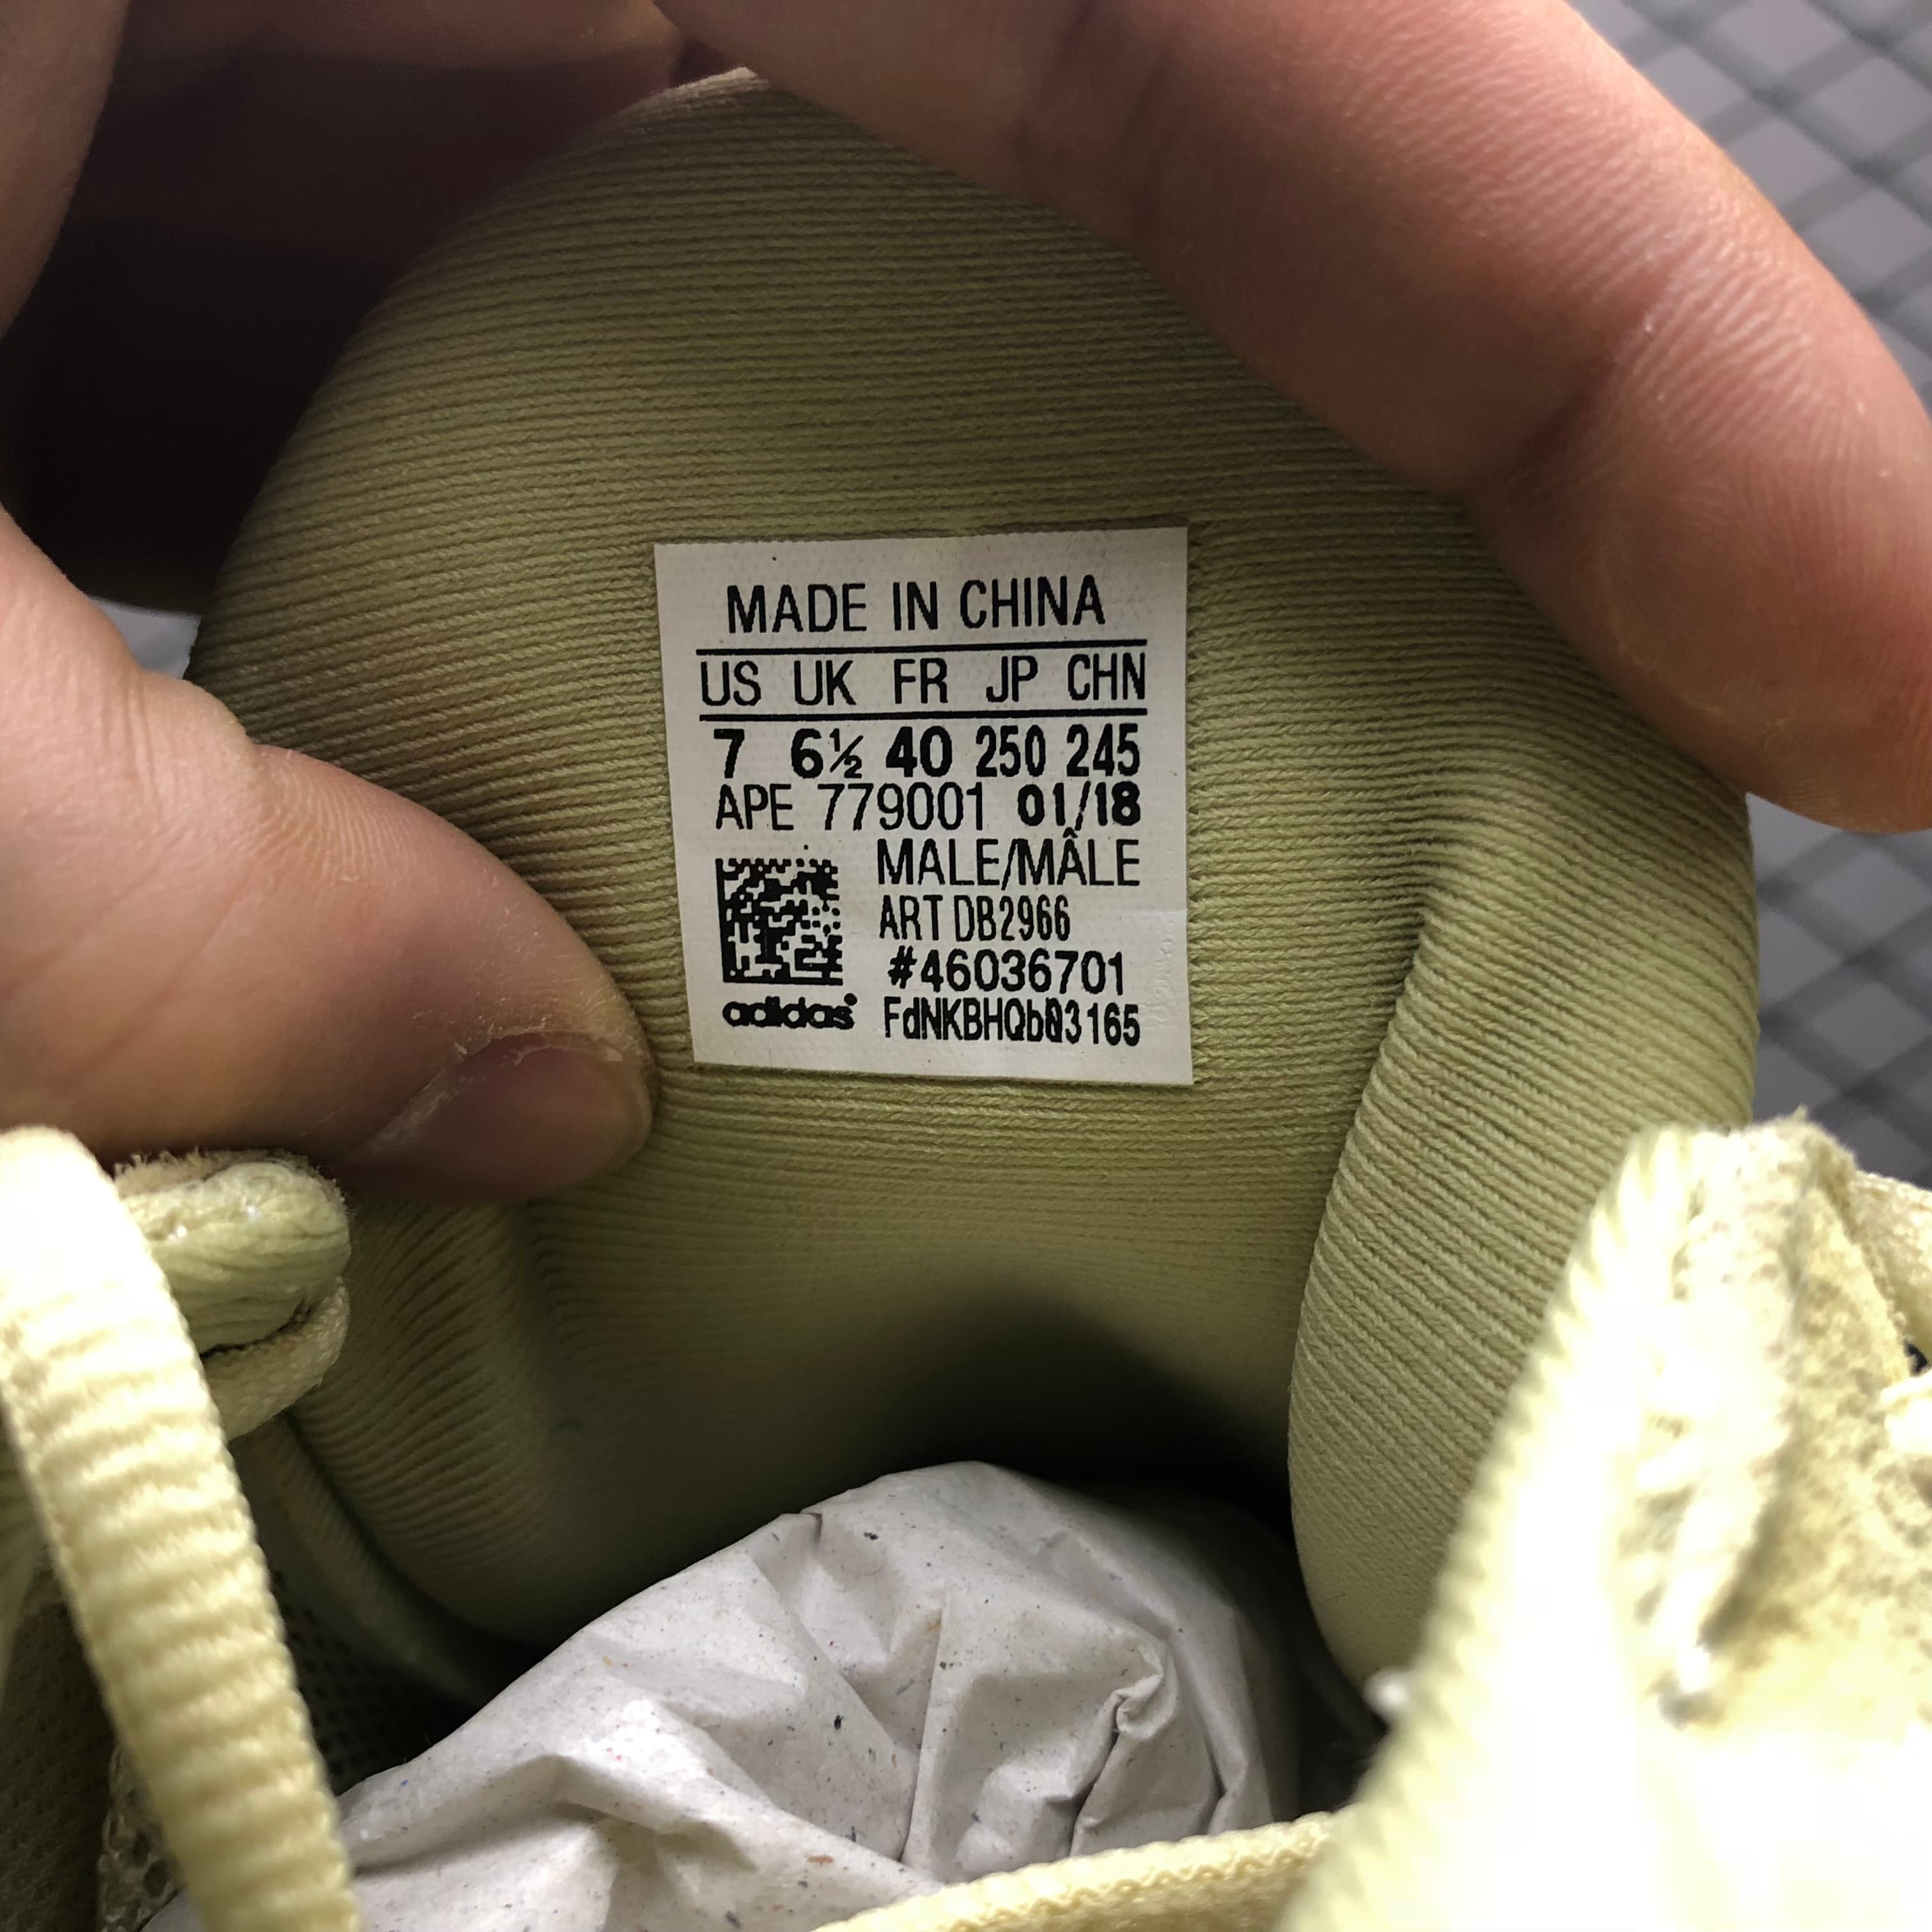 MADE IN CHINA
US UK FR JP CHN
7 6½ 40 250 245
APE 779001 01/18
MALE/MÂLE
ART DB2966
#46036701
adidas®